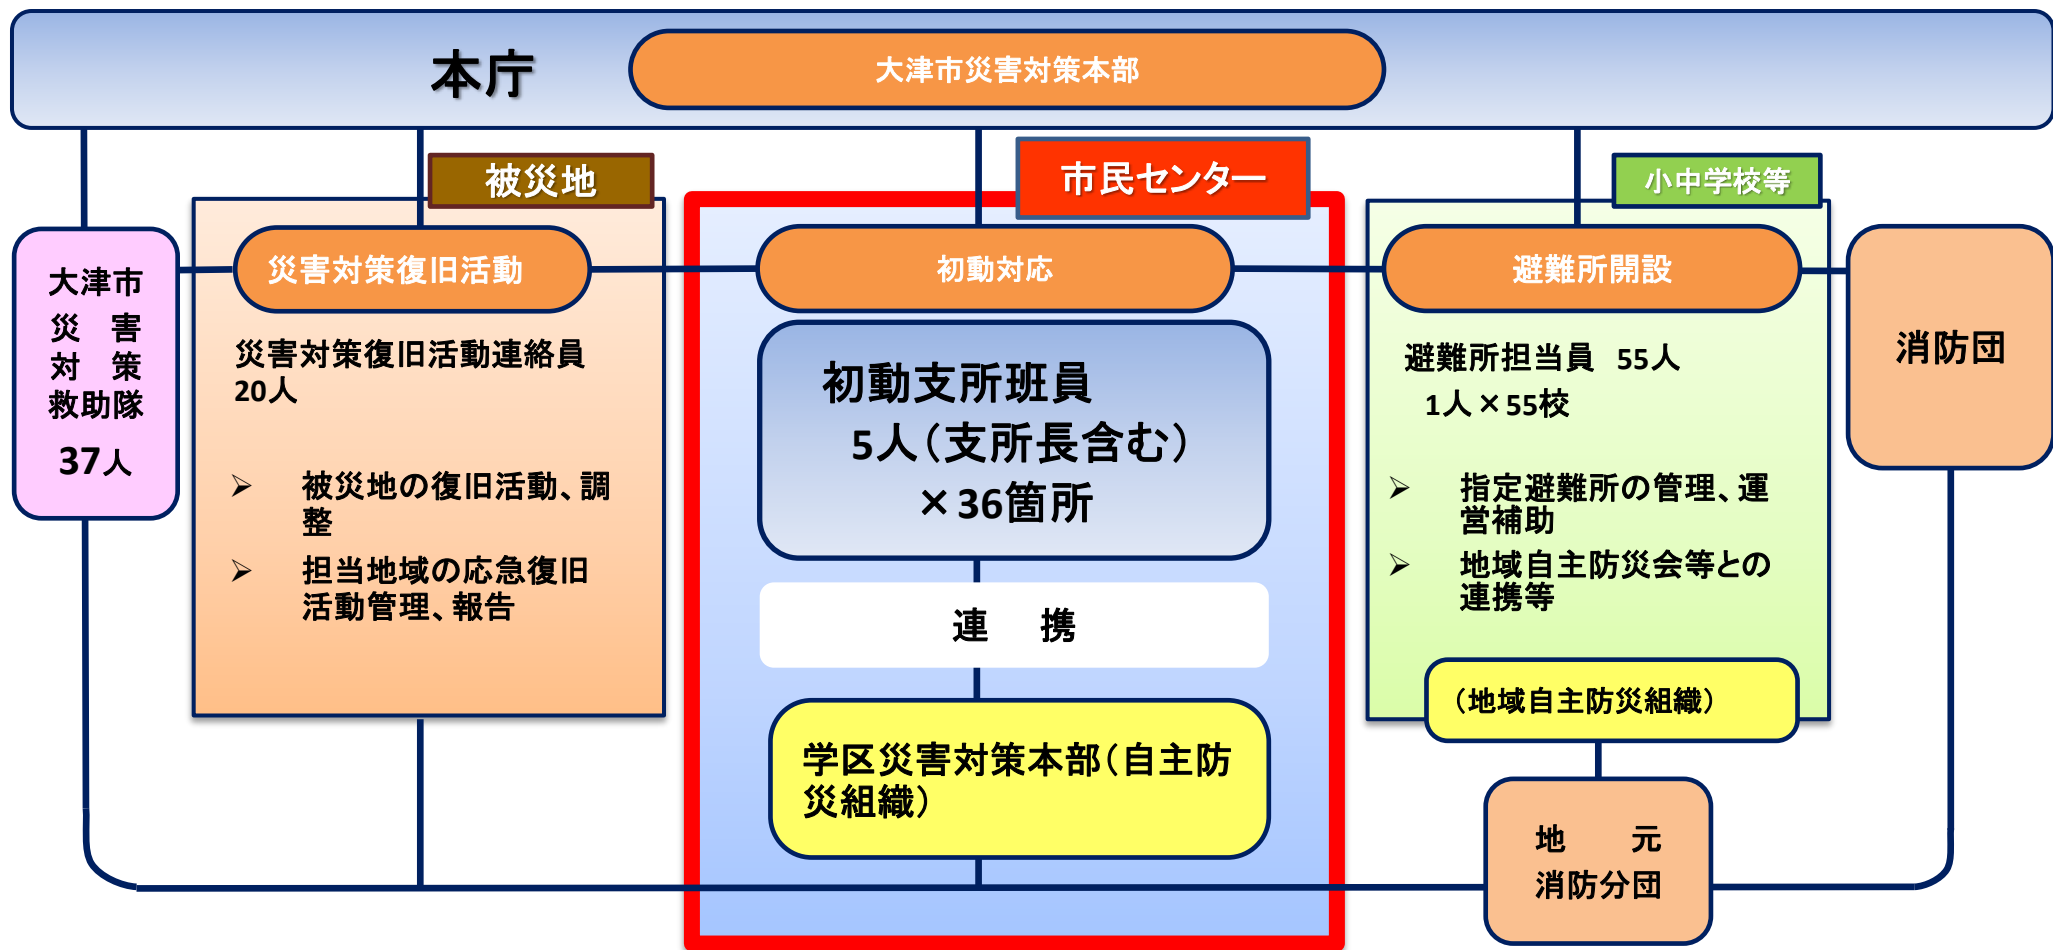 本庁
大津市災害対策本部
被災地
市民センター
小中学校等
大津市
災 害
対 策
救助隊
37人
災害対策復旧活動
災害対策復旧活動連絡員
20人
➢ 被災地の復旧活動、調
整
➢ 担当地域の応急復旧
活動管理、報告
初動対応
初動支所班員
5人(支所長含む)
×36箇所
連 携
学区災害対策本部(自主防
災組織)
避難所開設
避難所担当員 55人
1人×55校
➢ 指定避難所の管理、運
営補助
➢ 地域自主防災会等との
連携等
(地域自主防災組織)
地 元
消防分団
消防団